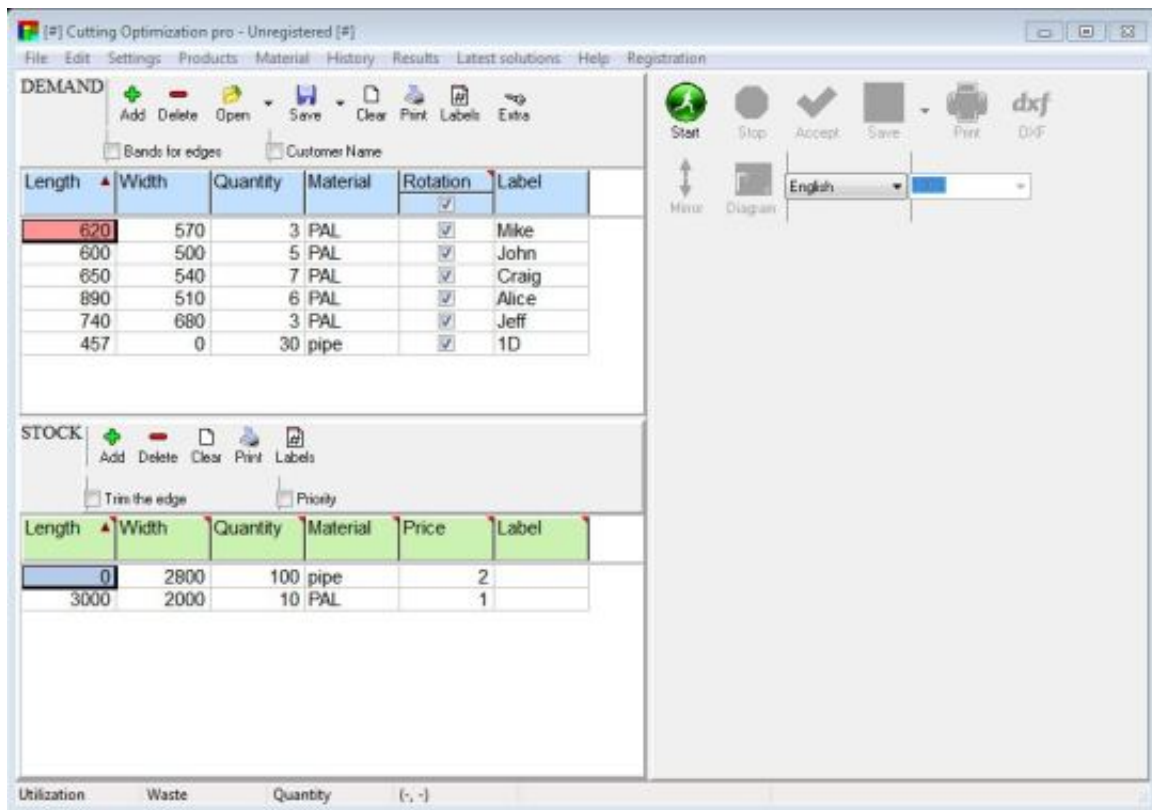 [#] Cutting Optimization pro - Unregistered [#]
File Edit Settings Products Material History Results Latest solutions Help Registration
DEMAND
Add Delete Open Save Clear Print Labels Extra
Bands for edges Customer Name
Length Width Quantity Material Rotation Label
620 570 3 PAL Mike
600 500 5 PAL John
650 540 7 PAL Craig
890 510 6 PAL Alice
740 680 3 PAL Jeff
457 0 30 pipe 1D
STOCK
Add Delete Clear Print Labels
Trim the edge Priority
Length Width Quantity Material Price Label
0 2800 100 pipe 2
3000 2000 10 PAL 1
Utilization Waste Quantity (-, -)
dxf
Start Stop Accept Save Print DXF
Mirror Diagram English